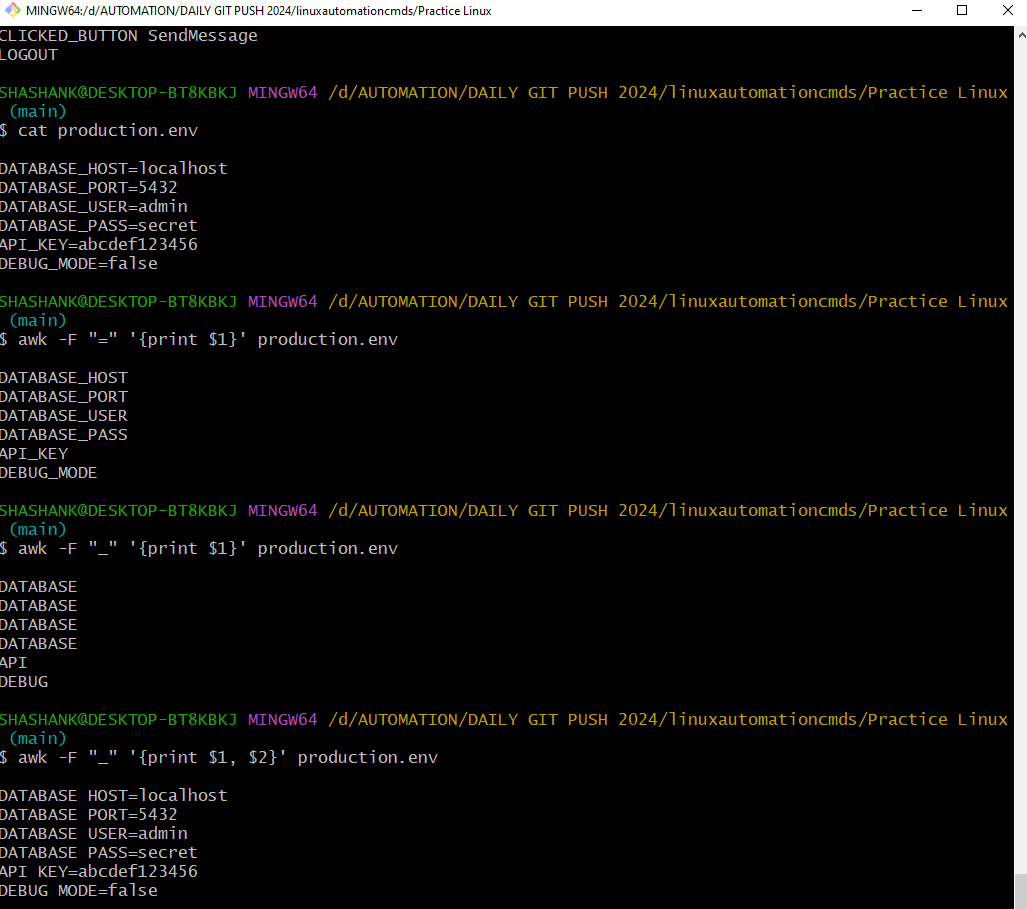 MINGW64:/d/AUTOMATION/DAILY GIT PUSH 2024/linuxautomationcmds/Practice Linux
CLICKED_BUTTON SendMessage
LOGOUT
SHASHANK@DESKTOP-BT8KBKJ MINGW64 /d/AUTOMATION/DAILY GIT PUSH 2024/linuxautomationcmds/Practice Linux
(main)
$ cat production.env
DATABASE_HOST=localhost
DATABASE_PORT=5432
DATABASE_USER=admin
DATABASE_PASS=secret
API_KEY=abcdef123456
DEBUG_MODE=false
SHASHANK@DESKTOP-BT8KBKJ MINGW64 /d/AUTOMATION/DAILY GIT PUSH 2024/linuxautomationcmds/Practice Linux
(main)
$ awk -F "=" '{print $1}' production.env
DATABASE_HOST
DATABASE_PORT
DATABASE_USER
DATABASE_PASS
API_KEY
DEBUG_MODE
SHASHANK@DESKTOP-BT8KBKJ MINGW64 /d/AUTOMATION/DAILY GIT PUSH 2024/linuxautomationcmds/Practice Linux
(main)
$ awk -F "_" '{print $1}' production.env
DATABASE
DATABASE
DATABASE
DATABASE
API
DEBUG
SHASHANK@DESKTOP-BT8KBKJ MINGW64 /d/AUTOMATION/DAILY GIT PUSH 2024/linuxautomationcmds/Practice Linux
(main)
$ awk -F "_" '{print $1, $2}' production.env
DATABASE HOST=localhost
DATABASE PORT=5432
DATABASE USER=admin
DATABASE PASS=secret
API KEY=abcdef123456
DEBUG MODE=false